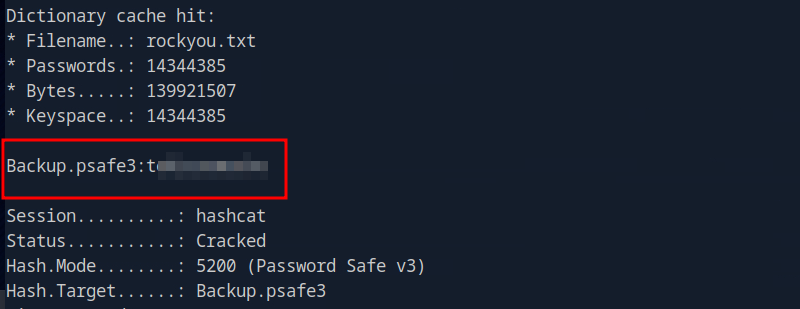 Dictionary cache hit:
* Filename..: rockyou.txt
* Passwords.: 14344385
* Bytes.....: 139921507
* Keyspace..: 14344385
Backup.psafe3:
Session..........: hashcat
Status...........: Cracked
Hash.Mode........: 5200 (Password Safe v3)
Hash.Target......: Backup.psafe3